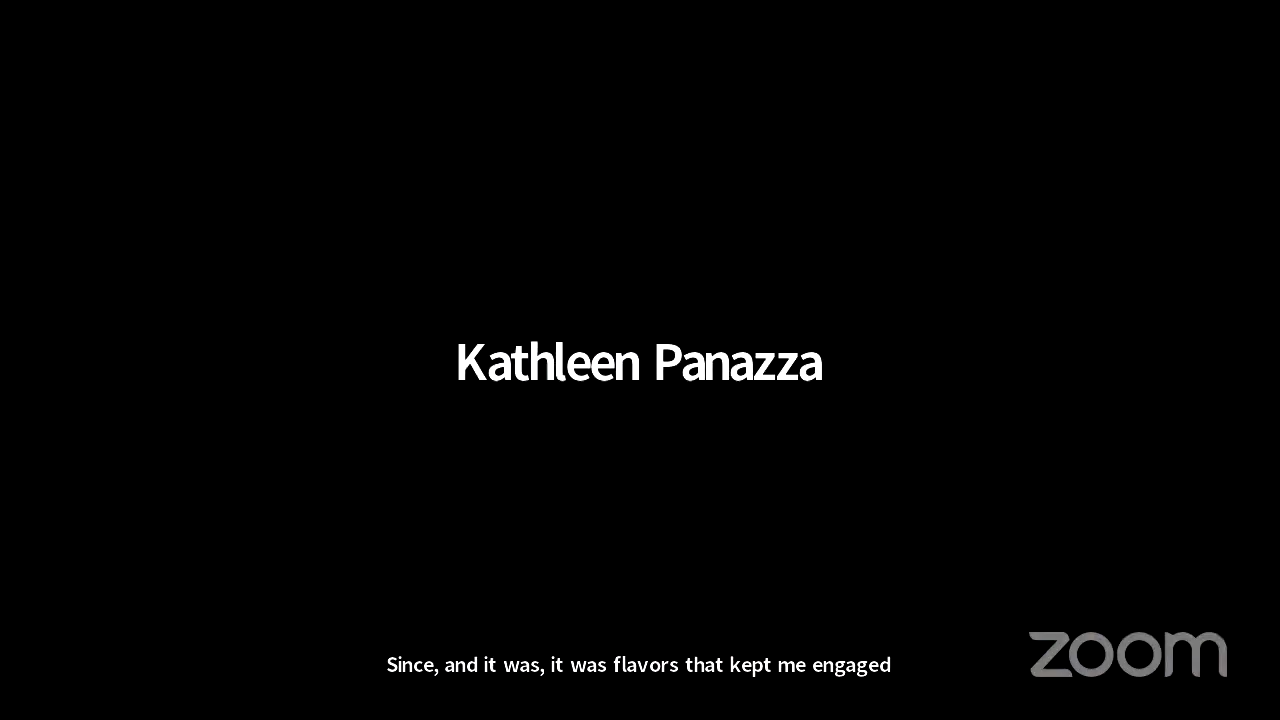 Kathleen Panazza
Since, and it was, it was flavors that kept me engaged
zoom